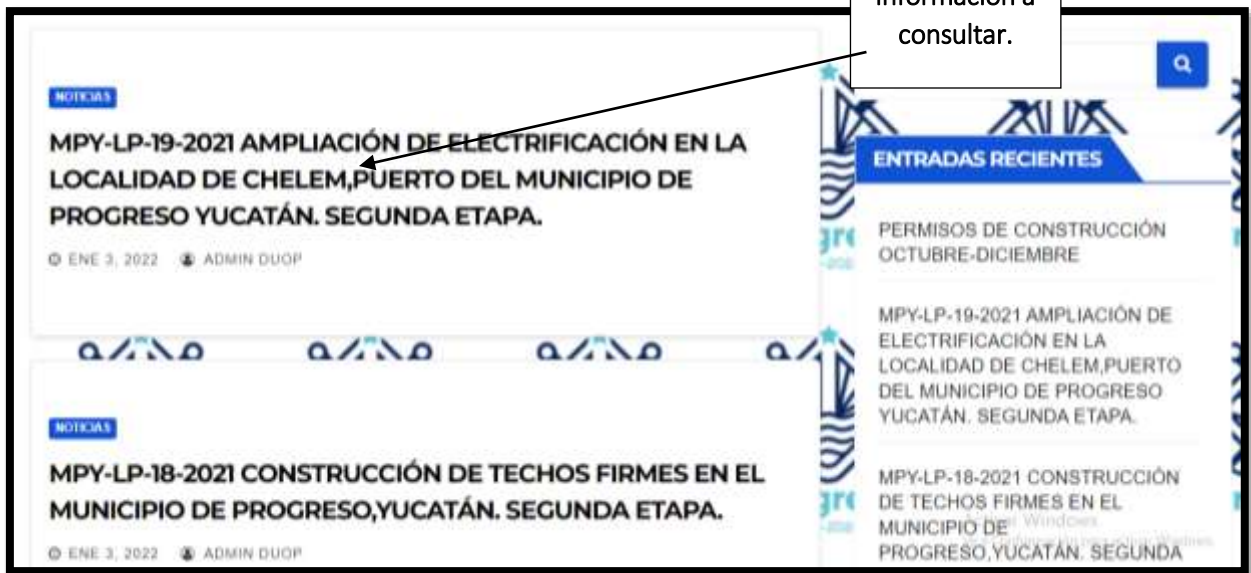 información a
consultar.
NOTICIAS
MPY-LP-19-2021 AMPLIACIÓN DE ELECTRIFICACIÓN EN LA
LOCALIDAD DE CHELEM,PUERTO DEL MUNICIPIO DE
PROGRESO YUCATÁN. SEGUNDA ETAPA.
ENE 3, 2022 ADMIN DUOP
NOTICIAS
MPY-LP-18-2021 CONSTRUCCIÓN DE TECHOS FIRMES EN EL
MUNICIPIO DE PROGRESO,YUCATÁN. SEGUNDA ETAPA.
ENE 3, 2022 ADMIN DUOP
ENTRADAS RECIENTES
PERMISOS DE CONSTRUCCIÓN
OCTUBRE-DICIEMBRE
MPY-LP-19-2021 AMPLIACIÓN DE
ELECTRIFICACIÓN EN LA
LOCALIDAD DE CHELEM,PUERTO
DEL MUNICIPIO DE PROGRESO
YUCATÁN. SEGUNDA ETAPA.
MPY-LP-18-2021 CONSTRUCCIÓN
DE TECHOS FIRMES EN EL
MUNICIPIO DE
PROGRESO,YUCATÁN. SEGUNDA